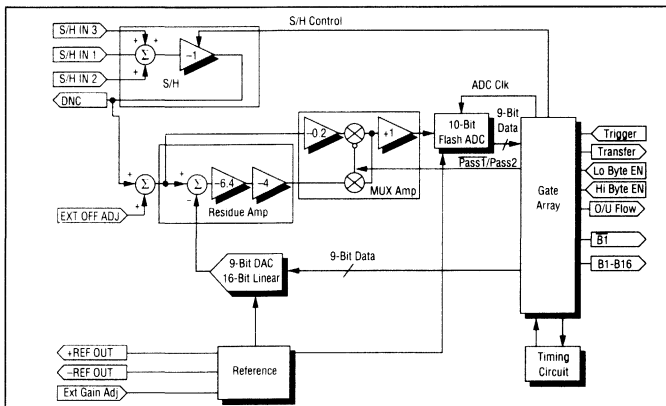 S/H Control
S/H IN 3
S/H IN 1
S/H IN 2
DNC
+
+
+
−1
S/H
ADC Clk
−0.2
+1
10-Bit
Flash ADC
9-Bit
Data
MUX Amp
Pass1/Pass2
Gate
Array
Trigger
Transfer
Lo Byte EN
Hi Byte EN
O/U Flow
B1
B1-B16
+
+
EXT OFF ADJ
+
−
−6.4
−4
Residue Amp
9-Bit DAC
16-Bit Linear
9-Bit Data
+REF OUT
−REF OUT
Ext Gain Adj
Reference
Timing
Circuit